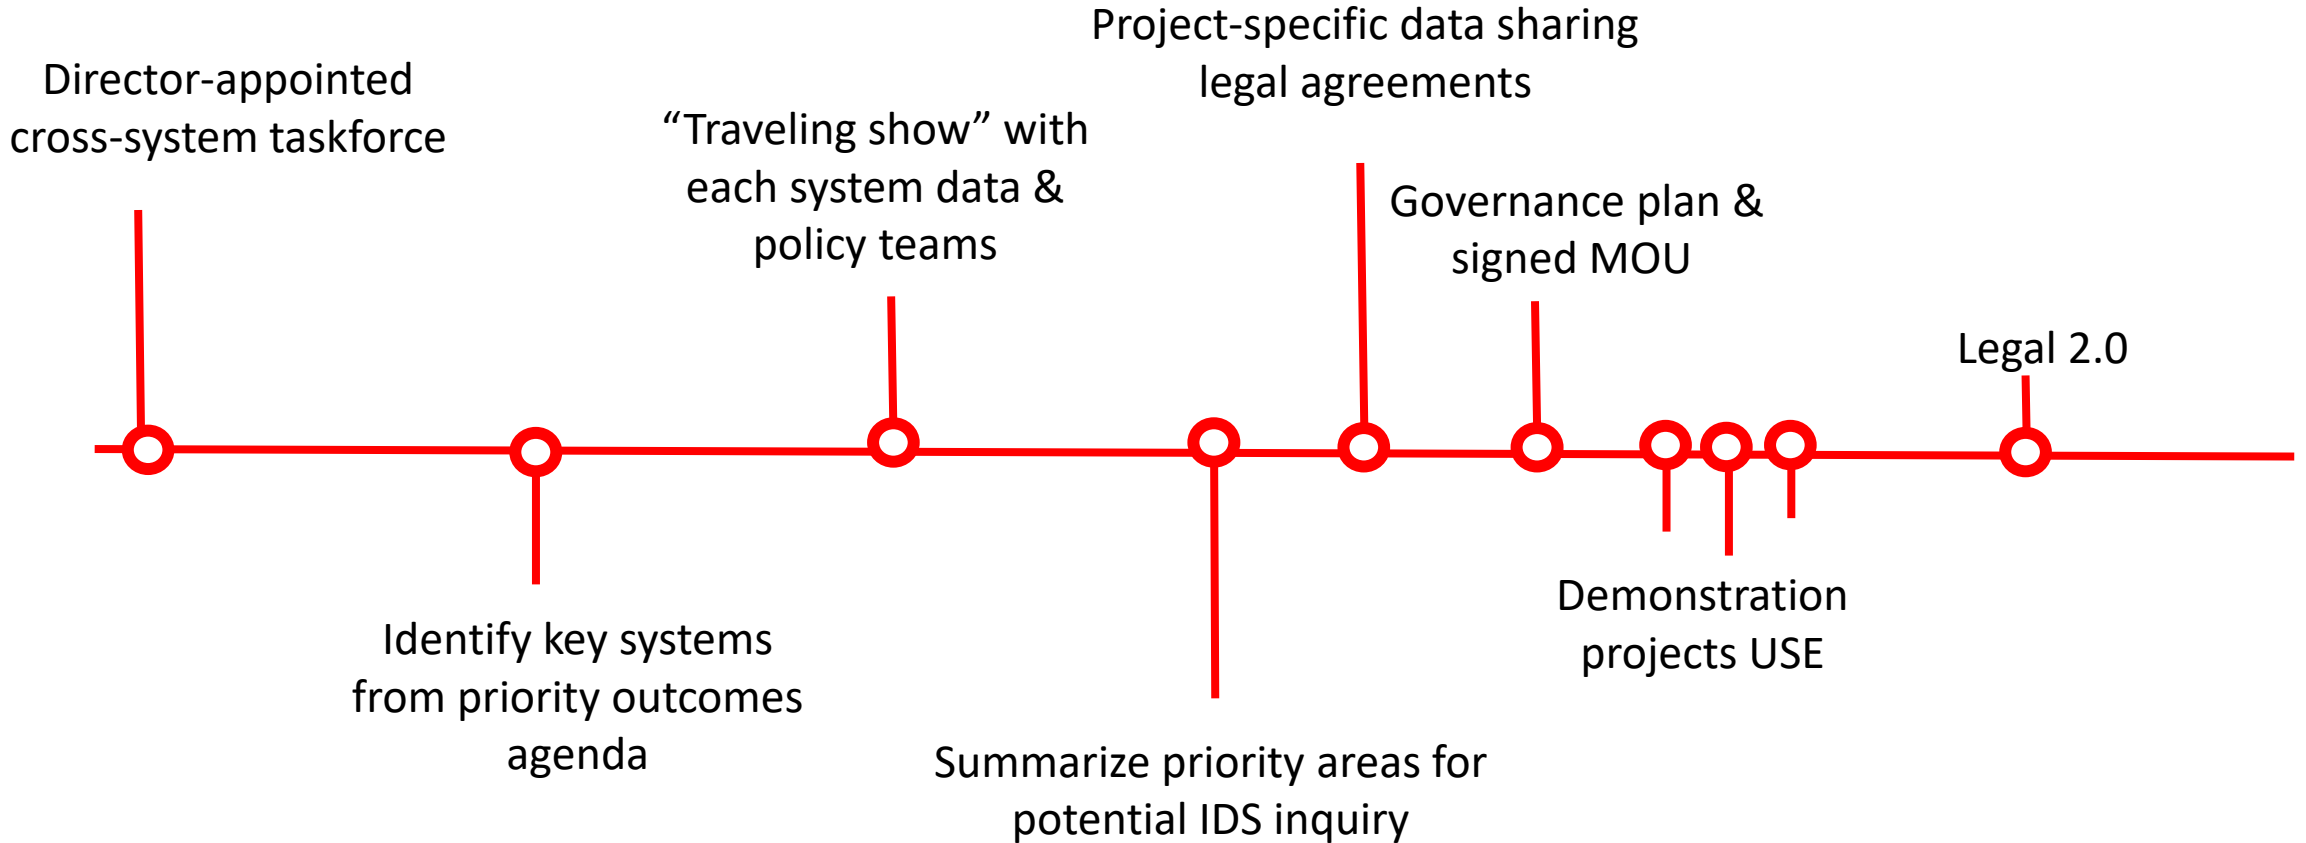 Director-appointed
cross-system taskforce
Identify key systems
from priority outcomes
agenda
“Traveling show” with
each system data &
policy teams
Summarize priority areas for
potential IDS inquiry
Project-specific data sharing
legal agreements
Governance plan &
signed MOU
Demonstration
projects USE
Legal 2.0